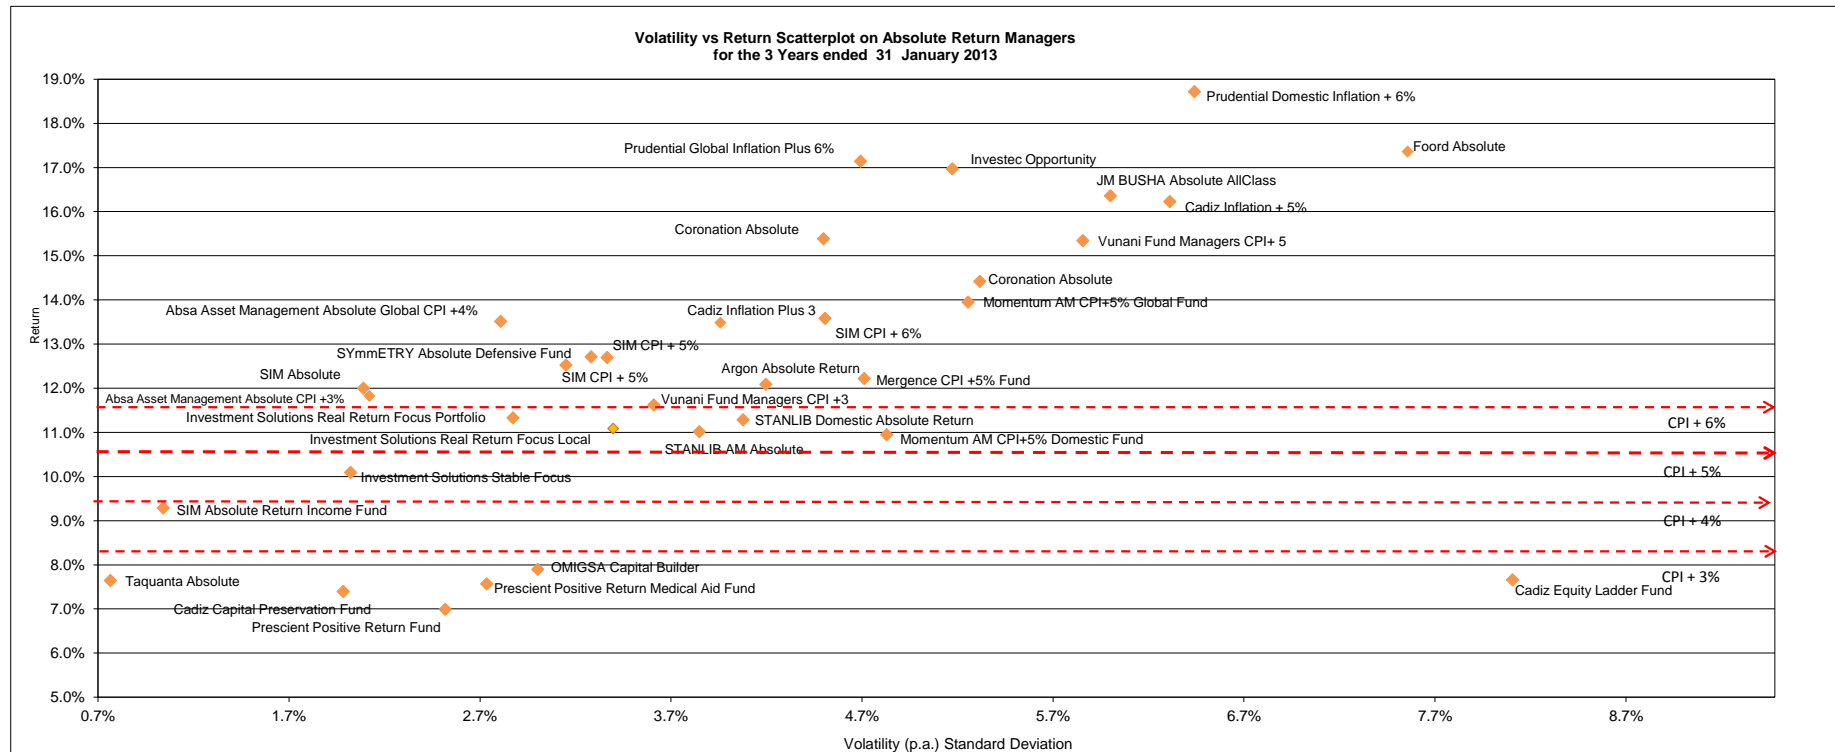 Volatility vs Return Scatterplot on Absolute Return Managers
for the 3 Years ended  31  January 2013
19.0%
18.0%
17.0%
16.0%
15.0%
14.0%
13.0%
12.0%
11.0%
10.0%
9.0%
8.0%
7.0%
6.0%
5.0%
Return
Prudential Domestic Inflation + 6%
Foord Absolute
Prudential Global Inflation Plus 6%
Investec Opportunity
JM BUSHA Absolute AllClass
Cadiz Inflation + 5%
Coronation Absolute
Vunani Fund Managers CPI+ 5
Coronation Absolute
Momentum AM CPI+5% Global Fund
Absa Asset Management Absolute Global CPI +4%
Cadiz Inflation Plus 3
SIM CPI + 6%
SYmmETRY Absolute Defensive Fund
SIM CPI + 5%
SIM CPI + 5%
SIM Absolute
Argon Absolute Return
Mergence CPI +5% Fund
Absa Asset Management Absolute CPI +3%
Vunani Fund Managers CPI +3
Investment Solutions Real Return Focus Portfolio
STANLIB Domestic Absolute Return
CPI + 6%
Investment Solutions Real Return Focus Local
STANLIB AM Absolute
Momentum AM CPI+5% Domestic Fund
CPI + 5%
Investment Solutions Stable Focus
SIM Absolute Return Income Fund
CPI + 4%
OMIGSA Capital Builder
CPI + 3%
Taquanta Absolute
Prescient Positive Return Medical Aid Fund
Cadiz Equity Ladder Fund
Cadiz Capital Preservation Fund
Prescient Positive Return Fund
0.7%
1.7%
2.7%
3.7%
4.7%
5.7%
6.7%
7.7%
8.7%
Volatility (p.a.) Standard Deviation